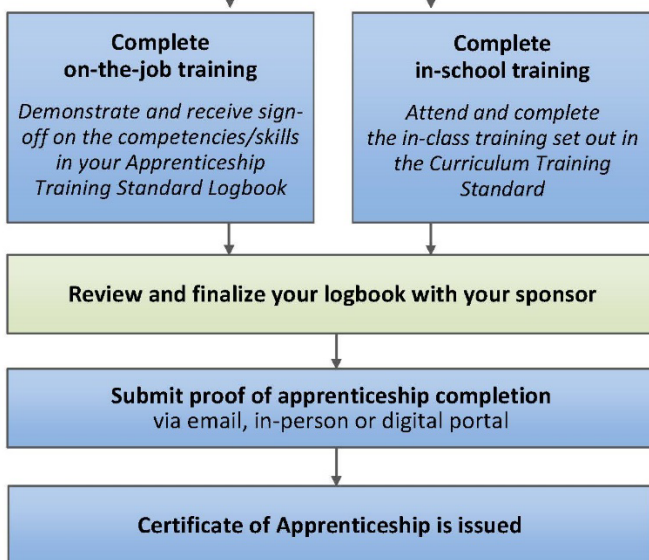 Complete
on-the-job training
Demonstrate and receive sign-
off on the competencies/skills
in your Apprenticeship
Training Standard Logbook
Complete
in-school training
Attend and complete
the in-class training set out in
the Curriculum Training
Standard
Review and finalize your logbook with your sponsor
Submit proof of apprenticeship completion
via email, in-person or digital portal
Certificate of Apprenticeship is issued